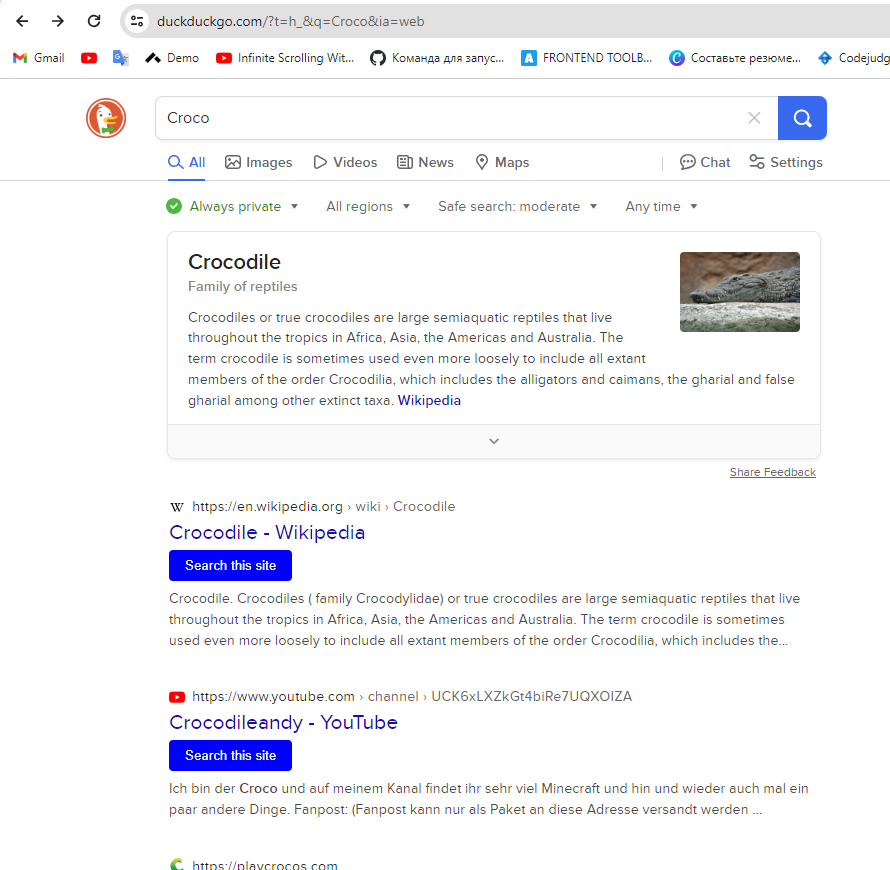 duckduckgo.com/?t=h_&q=Croco&ia=web
Gmail
Demo
Infinite Scrolling Wit...
Команда для запус...
A
FRONTEND TOOLB...
C
Составьте резюме...
Codejudg
Croco
All
Images
Videos
News
Maps
Chat
Settings
Always private
All regions
Safe search: moderate
Any time
Crocodile
Family of reptiles
Crocodiles or true crocodiles are large semiaquatic reptiles that live
throughout the tropics in Africa, Asia, the Americas and Australia. The
term crocodile is sometimes used even more loosely to include all extant
members of the order Crocodilia, which includes the alligators and caimans, the gharial and false
gharial among other extinct taxa. Wikipedia
Share Feedback
W https://en.wikipedia.org › wiki › Crocodile
Crocodile - Wikipedia
Search this site
Crocodile. Crocodiles ( family Crocodylidae) or true crocodiles are large semiaquatic reptiles that live
throughout the tropics in Africa, Asia, the Americas and Australia. The term crocodile is sometimes
used even more loosely to include all extant members of the order Crocodilia, which includes the...
https://www.youtube.com › channel › UCK6xLXZkGt4biRe7UQXOIZA
Crocodileandy - YouTube
Search this site
Ich bin der Croco und auf meinem Kanal findet ihr sehr viel Minecraft und hin und wieder auch mal ein
paar andere Dinge. Fanpost: (Fanpost kann nur als Paket an diese Adresse versandt werden ...
https://playcrocos.com